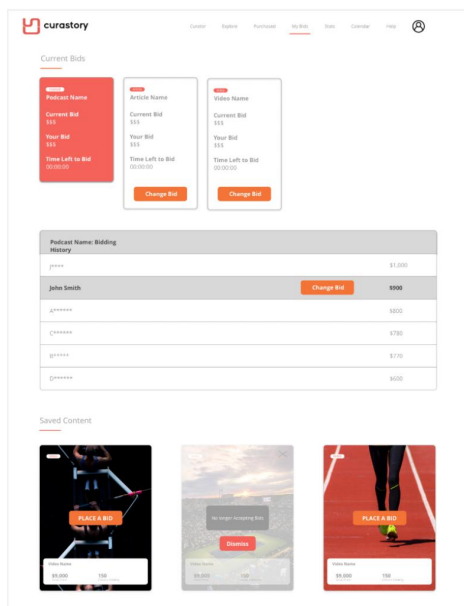 curastory
Curator Explore Purchased My Bids Stats Calendar Help
Current Bids
Podcast Name
Current Bid
$$$
Your Bid
$$$
Time Left to Bid
00:00:00
Article Name
Current Bid
$$$
Your Bid
$$$
Time Left to Bid
00:00:00
Change Bid
Video Name
Current Bid
$$$
Your Bid
$$$
Time Left to Bid
00:00:00
Change Bid
Podcast Name: Bidding
History
J**** $1,000
John Smith Change Bid $900
A****** $800
C****** $780
B***** $170
D****** $600
Saved Content
PLACE A BID
Video Name
$9,000 150
No longer Accepting Bids
Dismiss
Video Name
$9,000 150
PLACE A BID
Video Name
$9,000 150